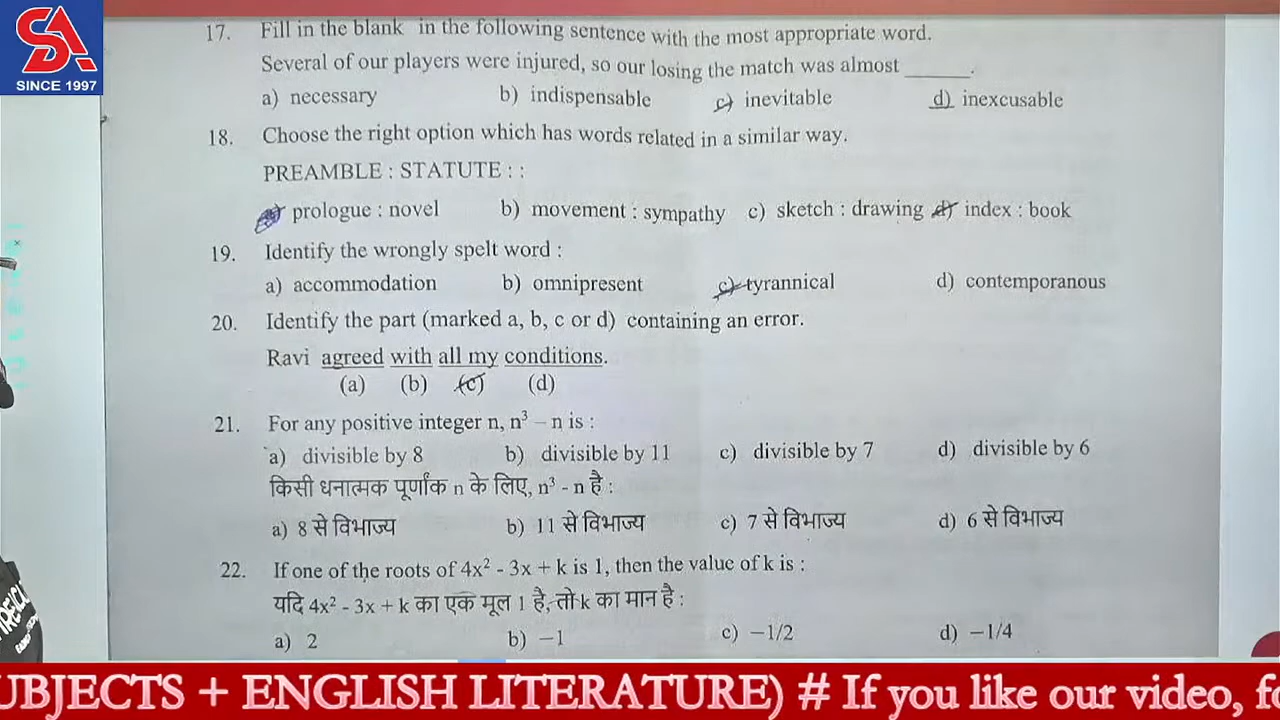 SA
SINCE 1997
17. Fill in the blank in the following sentence with the most appropriate word.
Several of our players were injured, so our losing the match was almost ______.
a) necessary b) indispensable c) inevitable d) inexcusable
18. Choose the right option which has words related in a similar way.
PREAMBLE : STATUTE : :
prologue : novel b) movement : sympathy c) sketch : drawing d) index : book
19. Identify the wrongly spelt word :
a) accommodation b) omnipresent c) tyrannical d) contemporanous
20. Identify the part (marked a, b, c or d) containing an error.
Ravi agreed with all my conditions.
(a) (b) (c) (d)
21. For any positive integer n, n³ – n is :
a) divisible by 8 b) divisible by 11 c) divisible by 7 d) divisible by 6
किसी धनात्मक पूर्णांक n के लिए, n³ - n है :
a) 8 से विभाज्य b) 11 से विभाज्य c) 7 से विभाज्य d) 6 से विभाज्य
22. If one of the roots of 4x² - 3x + k is 1, then the value of k is :
यदि 4x² - 3x + k का एक मूल 1 है, तो k का मान है :
a) 2 b) –1 c) –1/2 d) –1/4
UBJECTS + ENGLISH LITERATURE) # If you like our video, fo